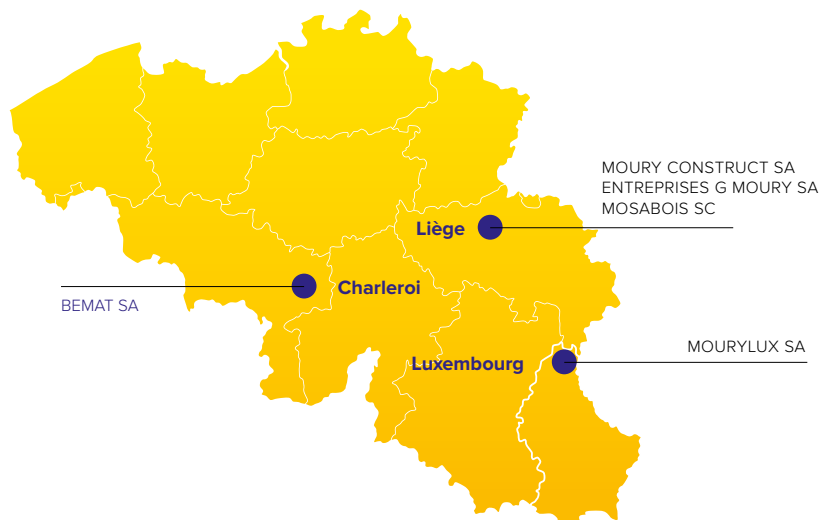 MOURY CONSTRUCT SA
ENTREPRISES G MOURY SA
MOSABOIS SC
Liège
Charleroi
BEMAT SA
Luxembourg
MOURYLUX SA